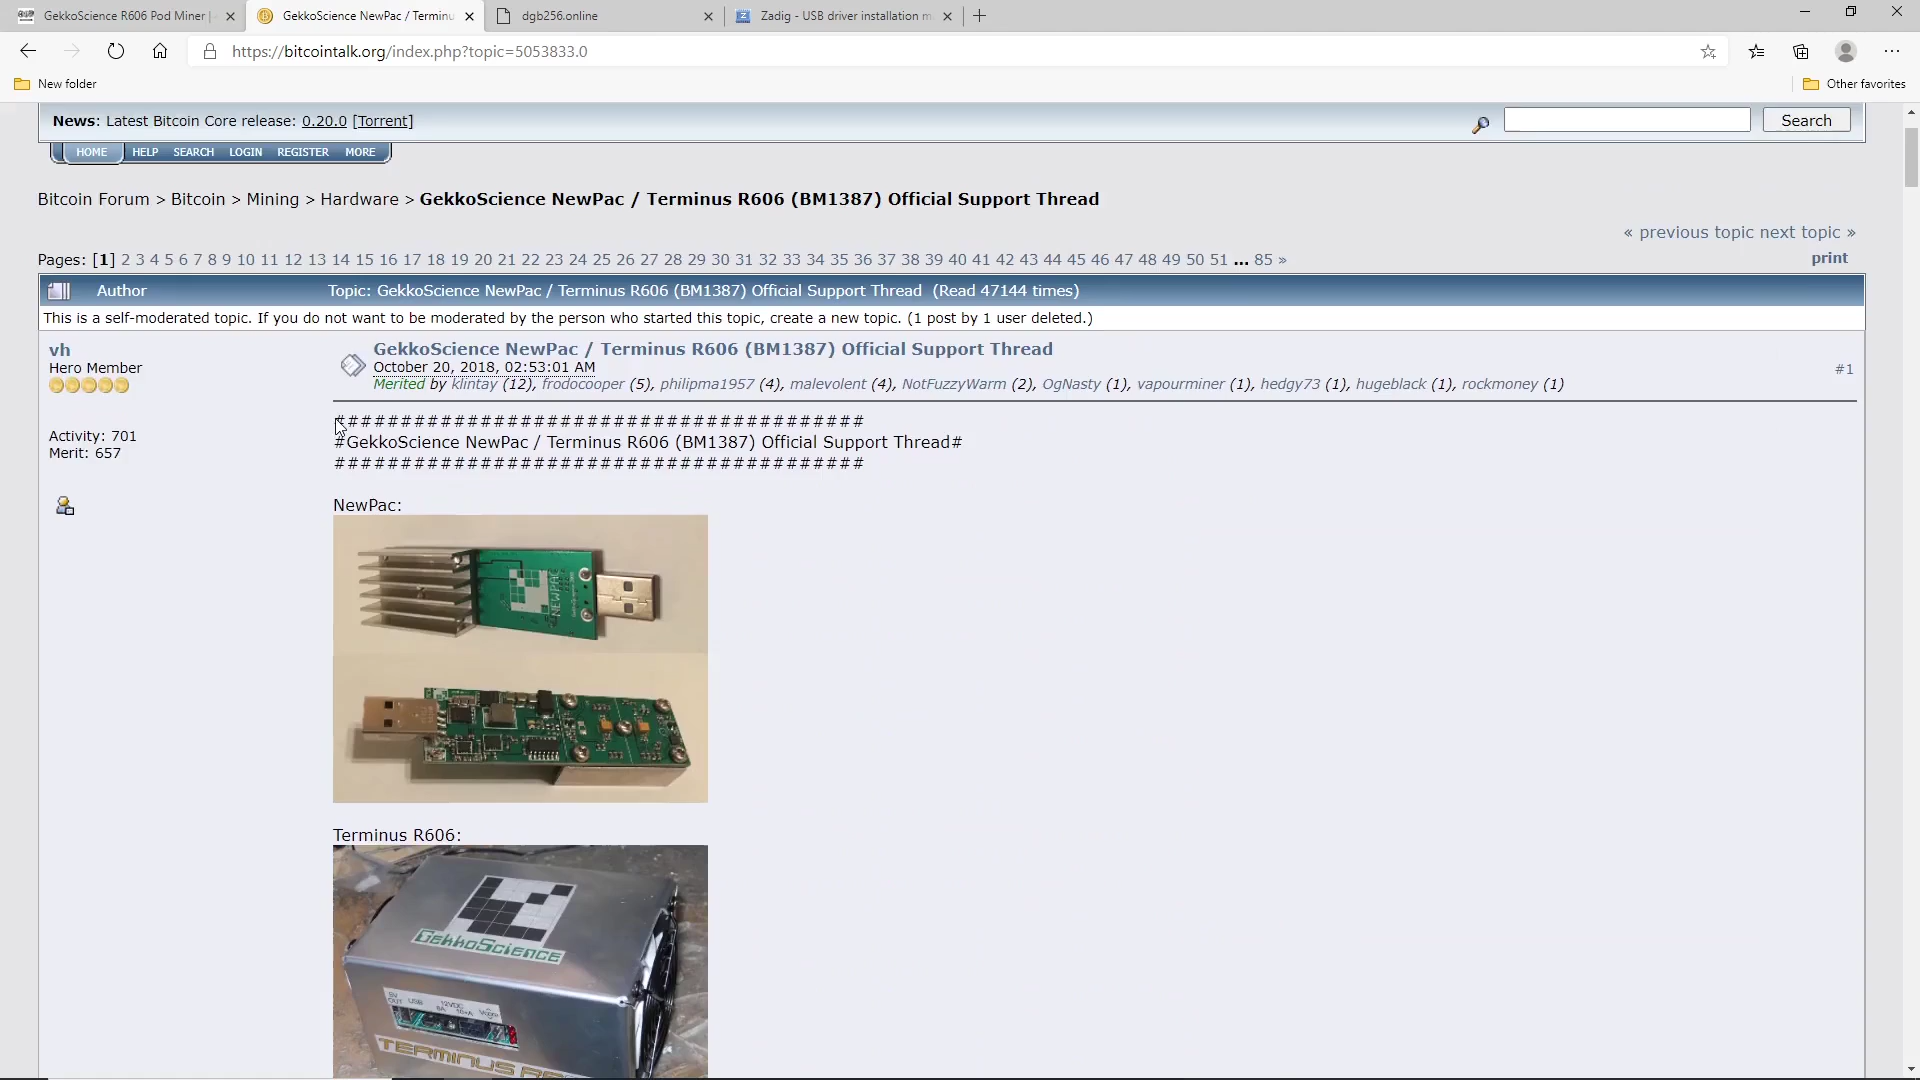 GekkoScience R606 Pod Miner |
GekkoScience NewPac / Terminu
dgb256.online
Zadig - USB driver installation m
https://bitcointalk.org/index.php?topic=5053833.0
New folder
Other favorites
News: Latest Bitcoin Core release: 0.20.0 [Torrent]
Search
HOME HELP SEARCH LOGIN REGISTER MORE
Bitcoin Forum > Bitcoin > Mining > Hardware > GekkoScience NewPac / Terminus R606 (BM1387) Official Support Thread
« previous topic next topic »
Pages: [1] 2 3 4 5 6 7 8 9 10 11 12 13 14 15 16 17 18 19 20 21 22 23 24 25 26 27 28 29 30 31 32 33 34 35 36 37 38 39 40 41 42 43 44 45 46 47 48 49 50 51 ... 85 »
print
Author
Topic: GekkoScience NewPac / Terminus R606 (BM1387) Official Support Thread (Read 47144 times)
This is a self-moderated topic. If you do not want to be moderated by the person who started this topic, create a new topic. (1 post by 1 user deleted.)
vh
Hero Member
Activity: 701
Merit: 657
GekkoScience NewPac / Terminus R606 (BM1387) Official Support Thread
October 20, 2018, 02:53:01 AM
#1
Merited by klintay (12), frodocooper (5), philipma1957 (4), malevolent (4), NotFuzzyWarm (2), OgNasty (1), vapourminer (1), hedgy73 (1), hugeblack (1), rockmoney (1)
########################################
#GekkoScience NewPac / Terminus R606 (BM1387) Official Support Thread#
########################################
NewPac:
NEWPAC
Terminus R606:
GekkoScience
5V
OUT
USB
12VDC
6A 10+A
Vcore
TERMINUS R6